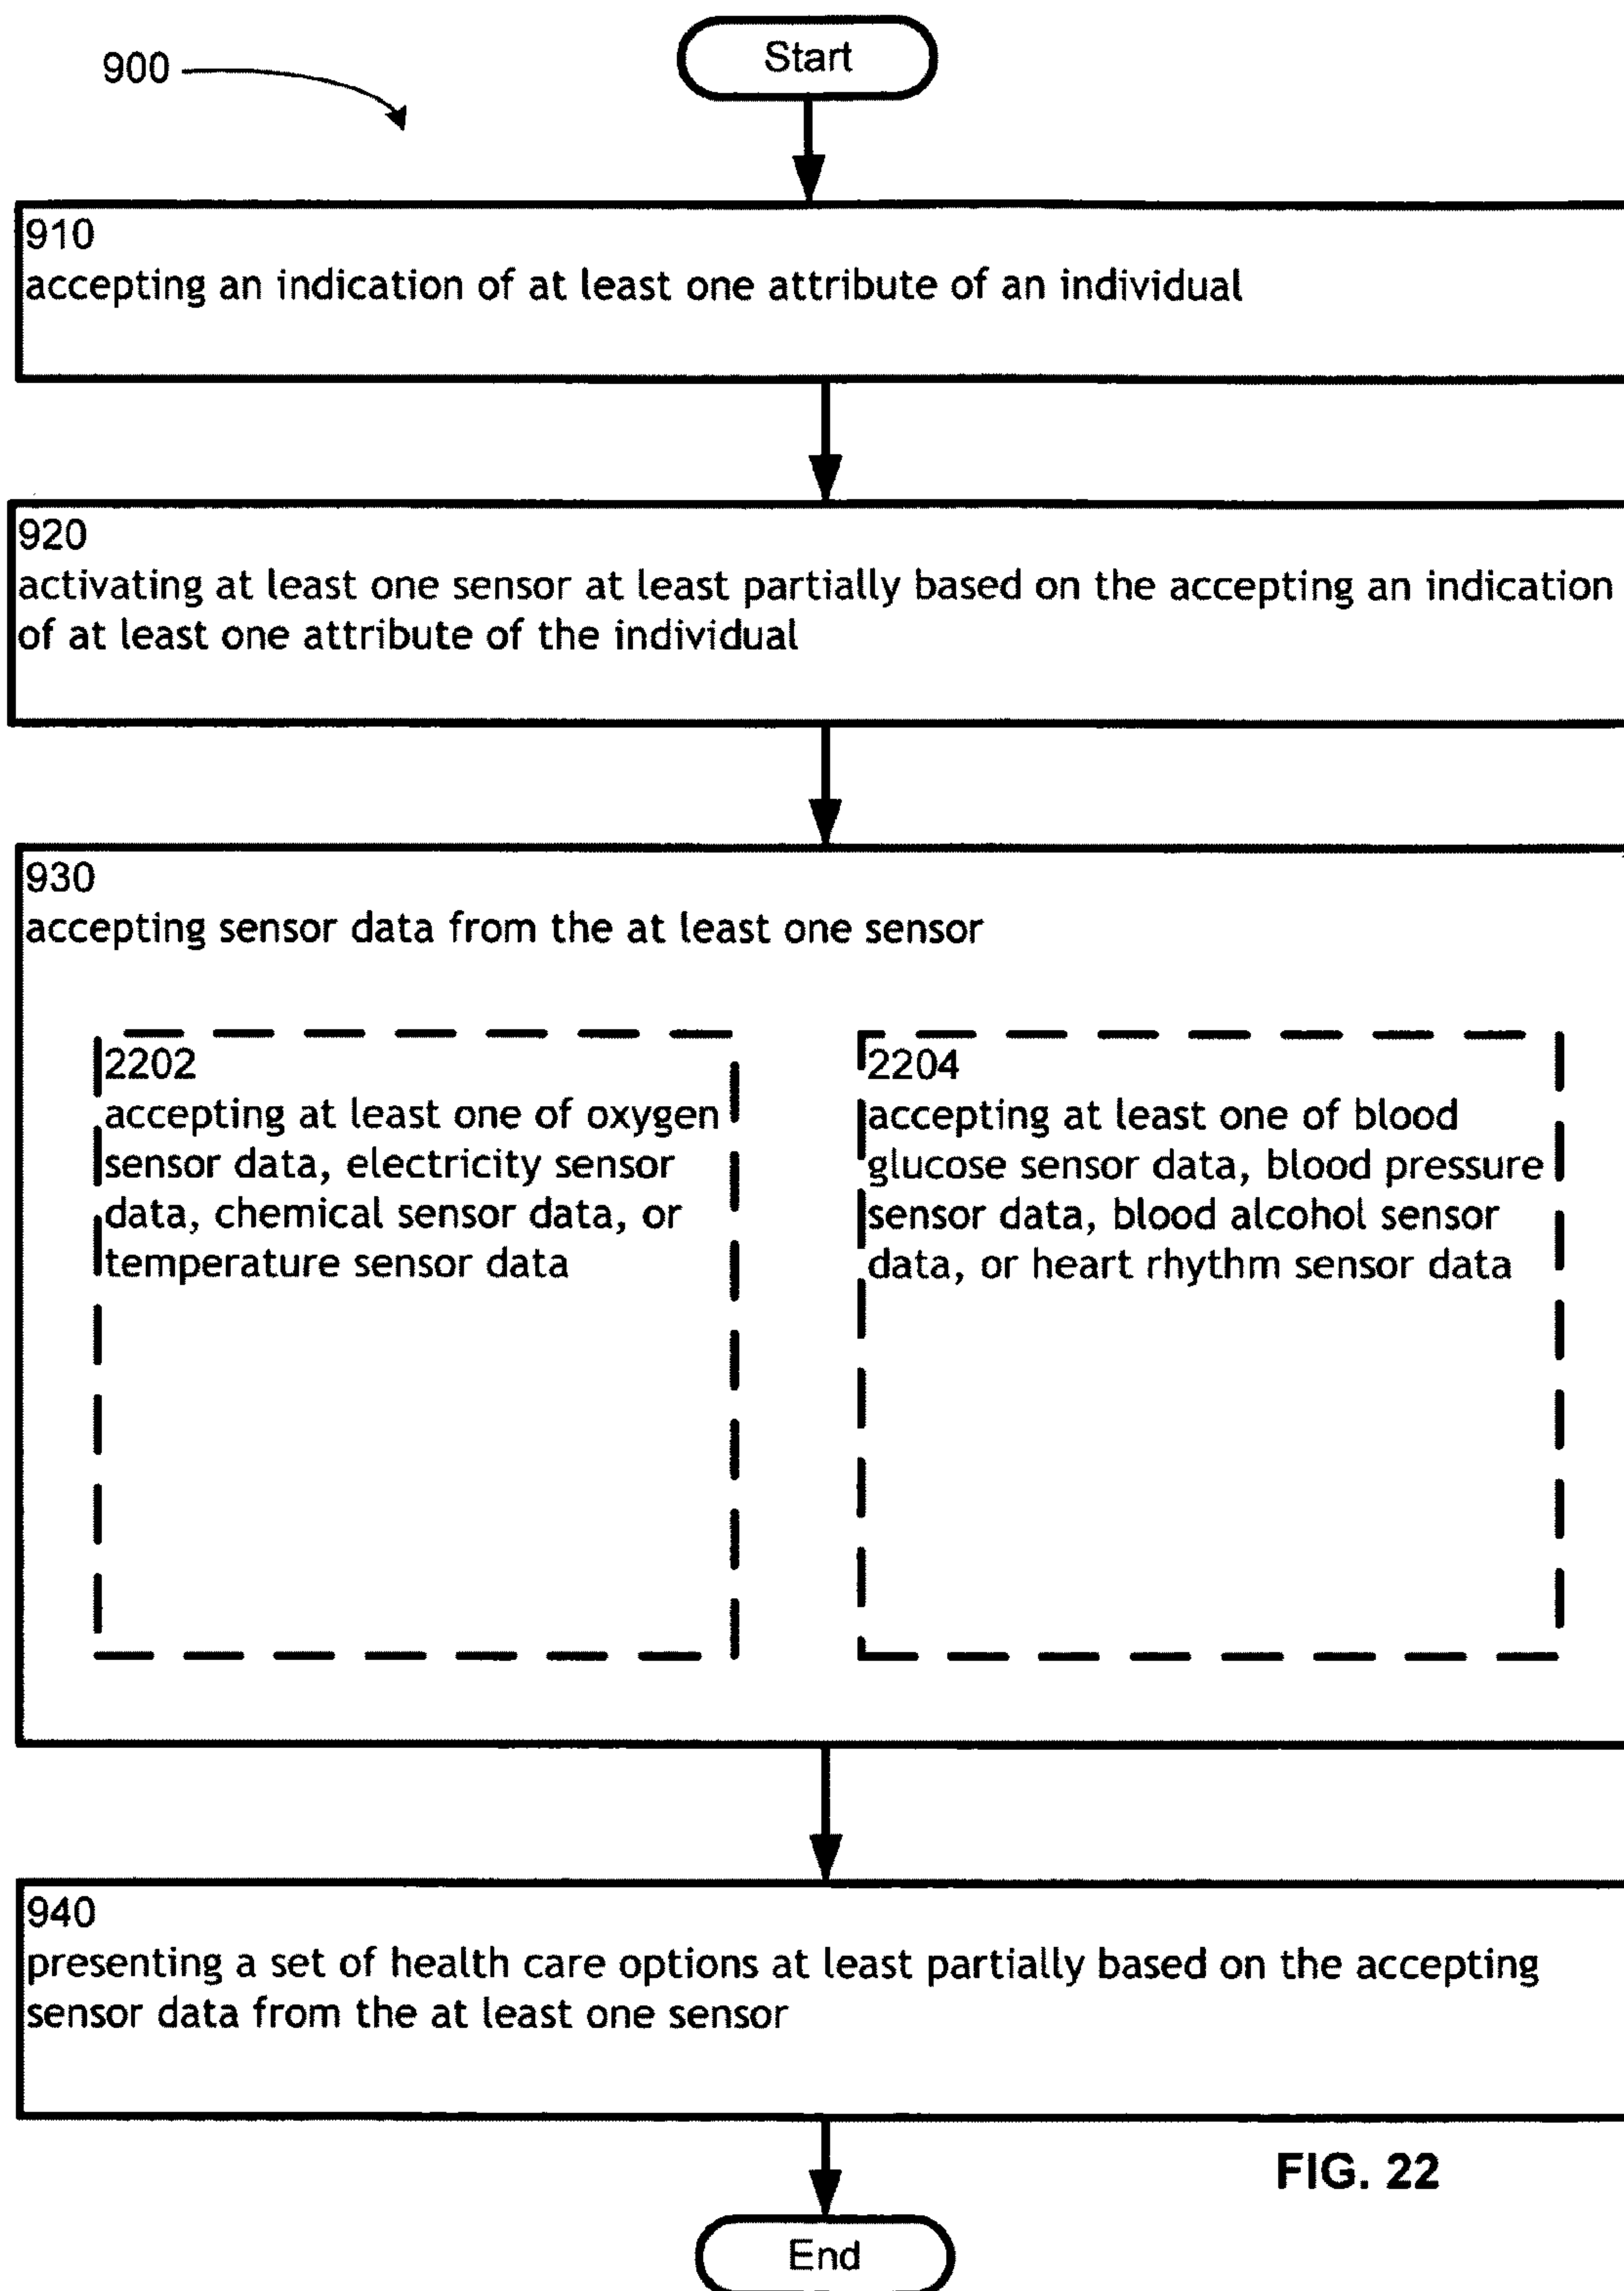 Start
900
910
accepting an indication of at least one attribute of an individual
920
activating at least one sensor at least partially based on the accepting an indication
of at least one attribute of the individual
930
accepting sensor data from the at least one sensor
2202
accepting at least one of oxygen
sensor data, electricity sensor
data, chemical sensor data, or
temperature sensor data
2204
accepting at least one of blood
glucose sensor data, blood pressure
sensor data, blood alcohol sensor
data, or heart rhythm sensor data
940
presenting a set of health care options at least partially based on the accepting
sensor data from the at least one sensor
FIG. 22
End